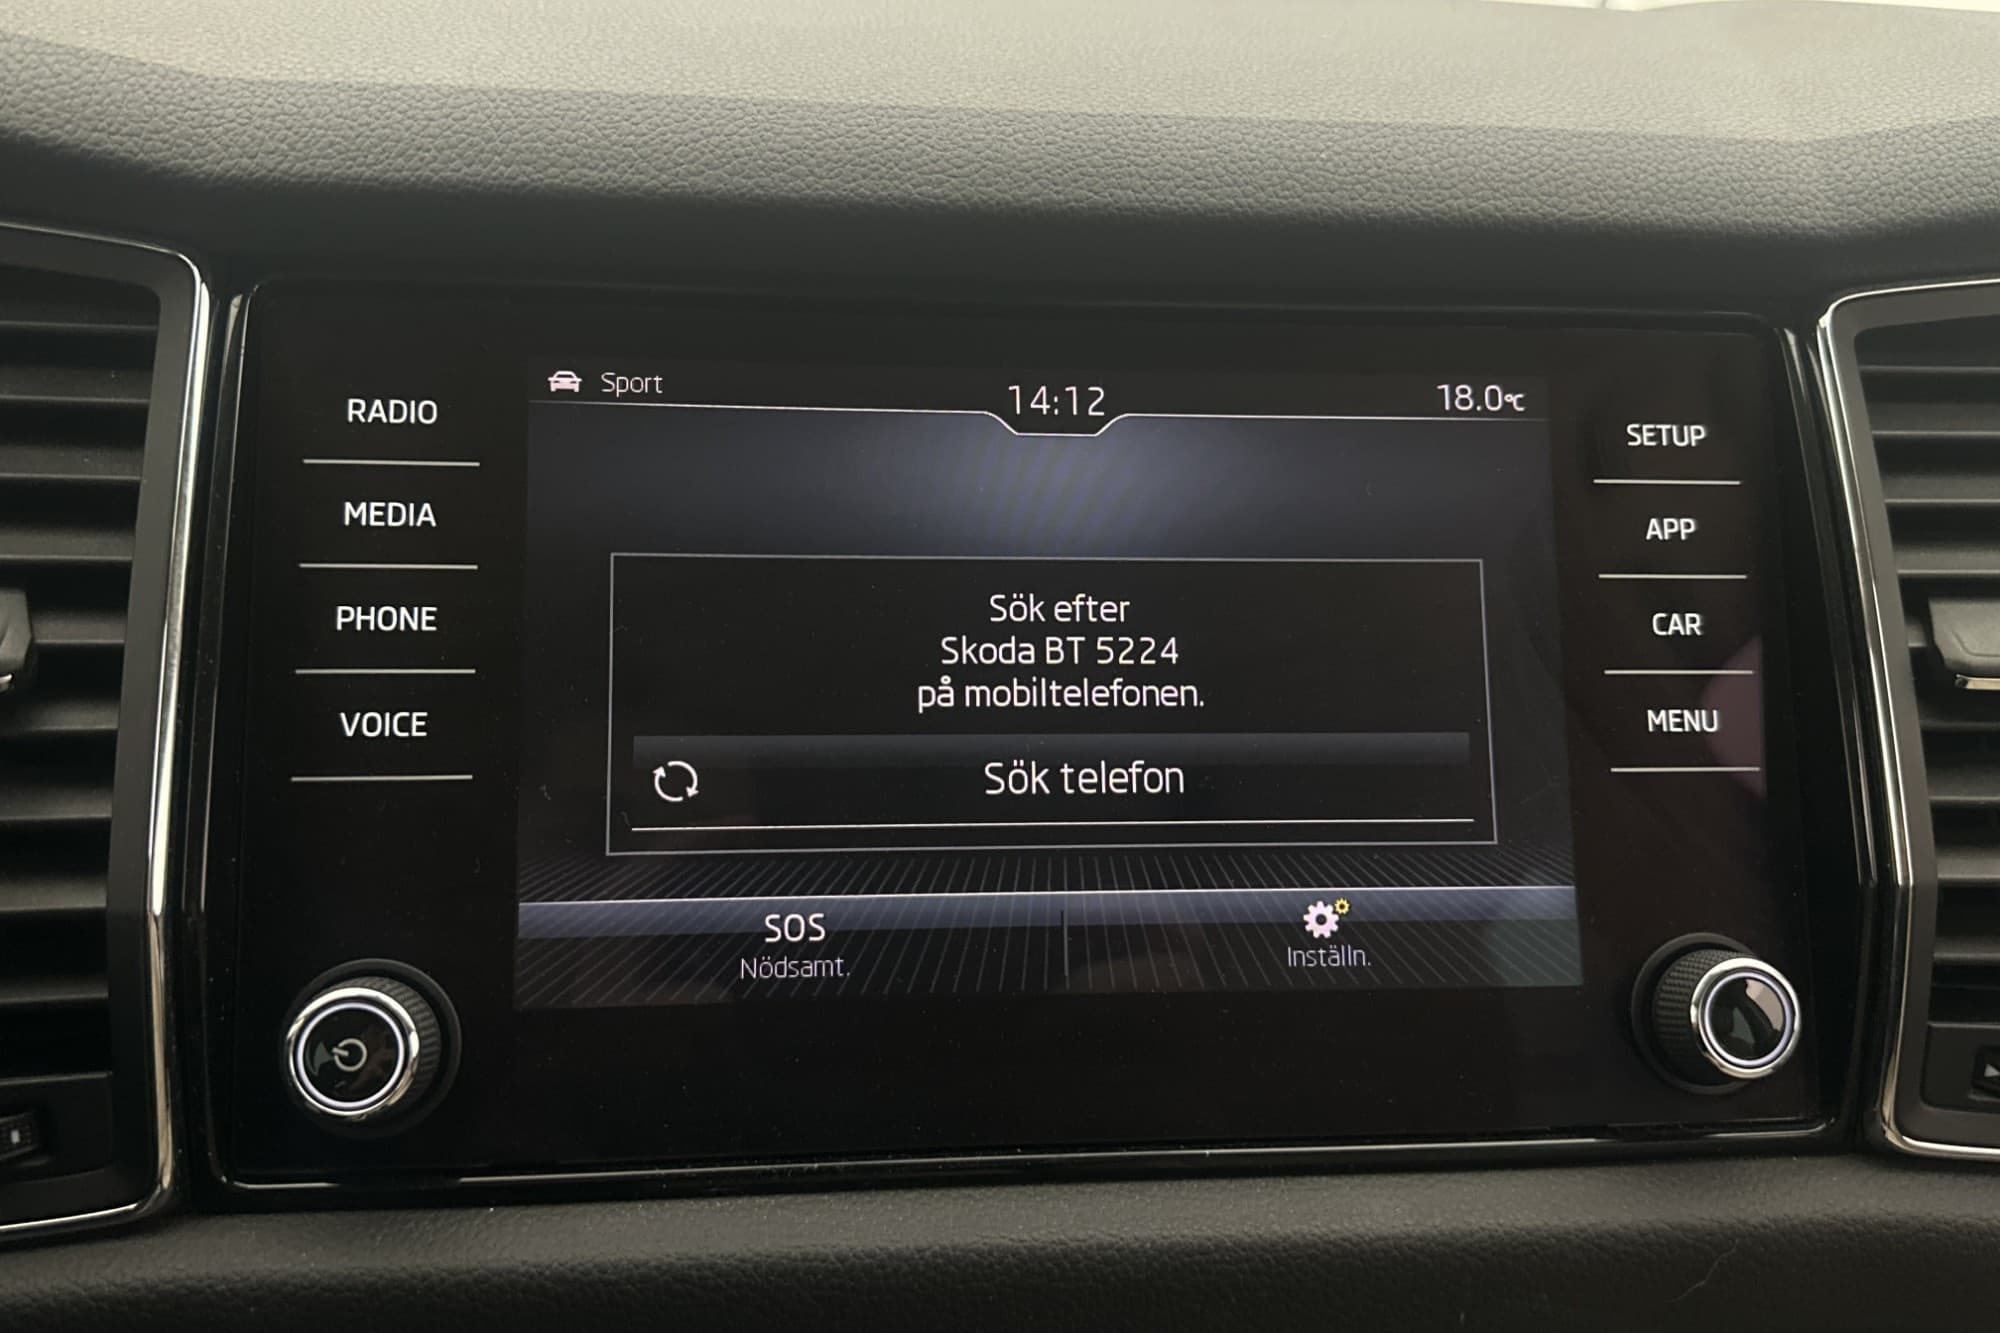 Sport
14:12
18.0°C
RADIO
MEDIA
PHONE
VOICE
SETUP
APP
CAR
MENU
Sök efter
Skoda BT 5224
på mobiltelefonen.
Sök telefon
SOS
Nödsamt.
Inställn.